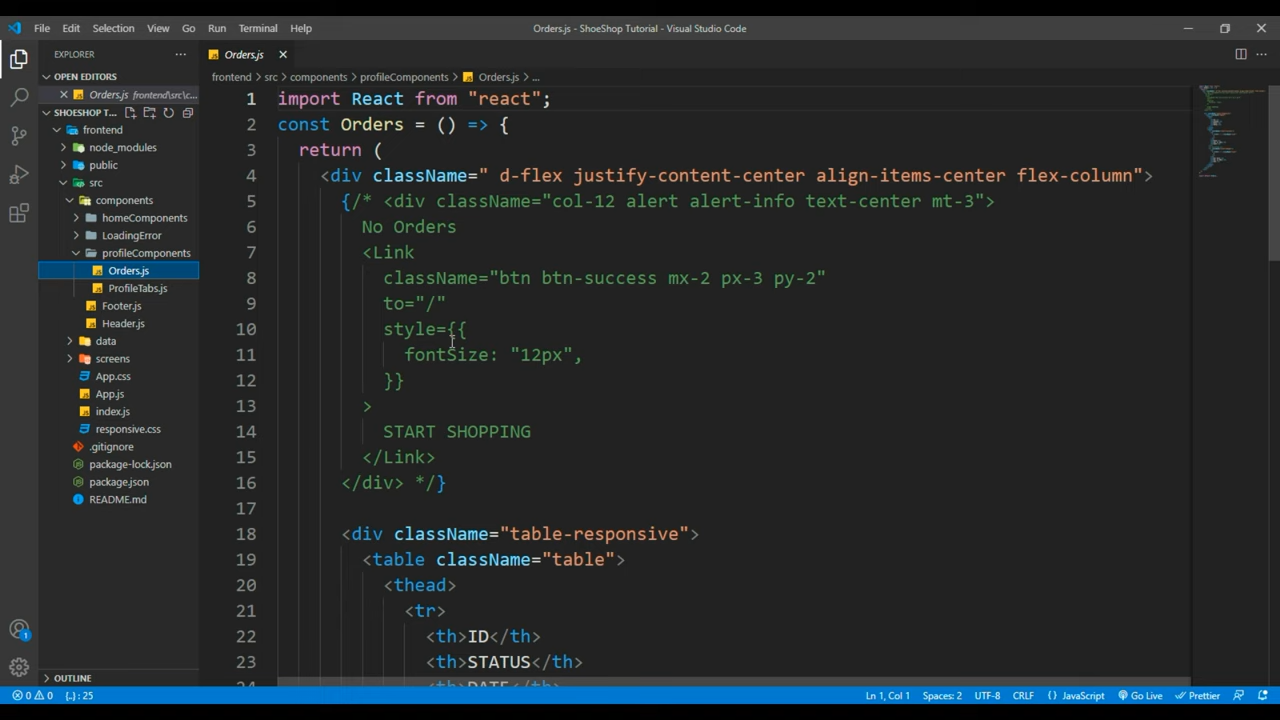 File Edit Selection View Go Run Terminal Help Orders.js - ShoeShop Tutorial - Visual Studio Code
EXPLORER
Orders.js
OPEN EDITORS
Orders.js frontend\src\c...
SHOESHOP T...
frontend
node_modules
public
src
components
homeComponents
LoadingError
profileComponents
Orders.js
ProfileTabs.js
Footer.js
Header.js
data
screens
App.css
App.js
index.js
responsive.css
.gitignore
package-lock.json
package.json
README.md
OUTLINE
frontend > src > components > profileComponents > Orders.js > ...
1 import React from "react";
2 const Orders = () => {
3 return (
4 <div className=" d-flex justify-content-center align-items-center flex-column">
5 {/* <div className="col-12 alert alert-info text-center mt-3">
6 No Orders
7 <Link
8 className="btn btn-success mx-2 px-3 py-2"
9 to="/"
10 style={{
11 fontSize: "12px",
12 }}
13 >
14 START SHOPPING
15 </Link>
16 </div> */}
17
18 <div className="table-responsive">
19 <table className="table">
20 <thead>
21 <tr>
22 <th>ID</th>
23 <th>STATUS</th>
24 <th>DATE</th>
0 0 {..} : 25 Ln 1, Col 1 Spaces: 2 UTF-8 CRLF {} JavaScript Go Live Prettier